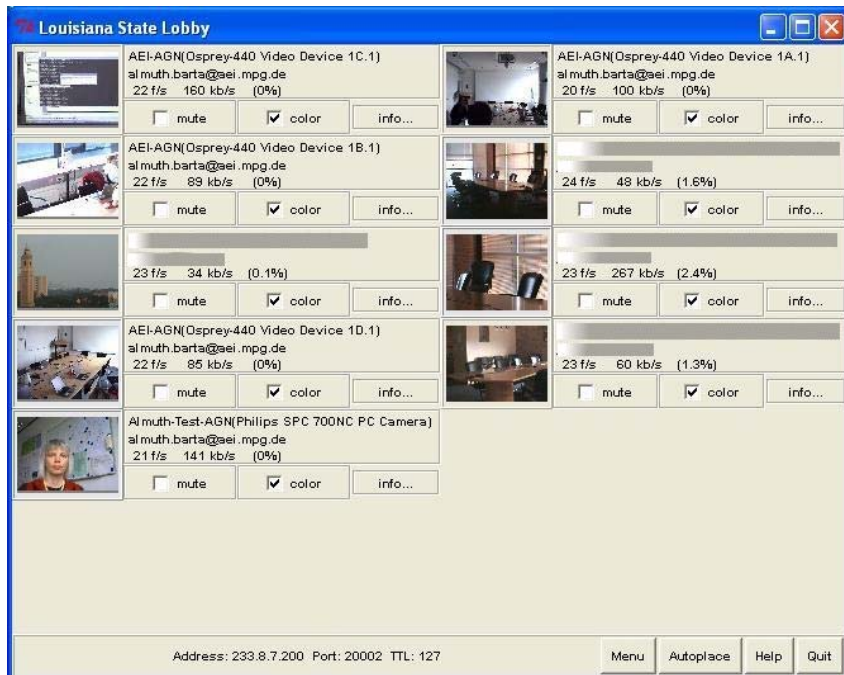 Louisiana State Lobby
AEI-AGN(Osprey-440 Video Device 1C.1)
almuth.barta@aei.mpg.de
22 f/s 160 kb/s (0%)
mute color info...
AEI-AGN(Osprey-440 Video Device 1A.1)
almuth.barta@aei.mpg.de
20 f/s 100 kb/s (0%)
mute color info...
AEI-AGN(Osprey-440 Video Device 1B.1)
almuth.barta@aei.mpg.de
22 f/s 89 kb/s (0%)
mute color info...
24 f/s 48 kb/s (1.6%)
mute color info...
23 f/s 34 kb/s (0.1%)
mute color info...
23 f/s 267 kb/s (2.4%)
mute color info...
AEI-AGN(Osprey-440 Video Device 1D.1)
almuth.barta@aei.mpg.de
22 f/s 85 kb/s (0%)
mute color info...
23 f/s 60 kb/s (1.3%)
mute color info...
Almuth-Test-AGN(Philips SPC 700NC PC Camera)
almuth.barta@aei.mpg.de
21 f/s 141 kb/s (0%)
mute color info...
Address: 233.8.7.200 Port: 20002 TTL: 127 Menu Autoplace Help Quit